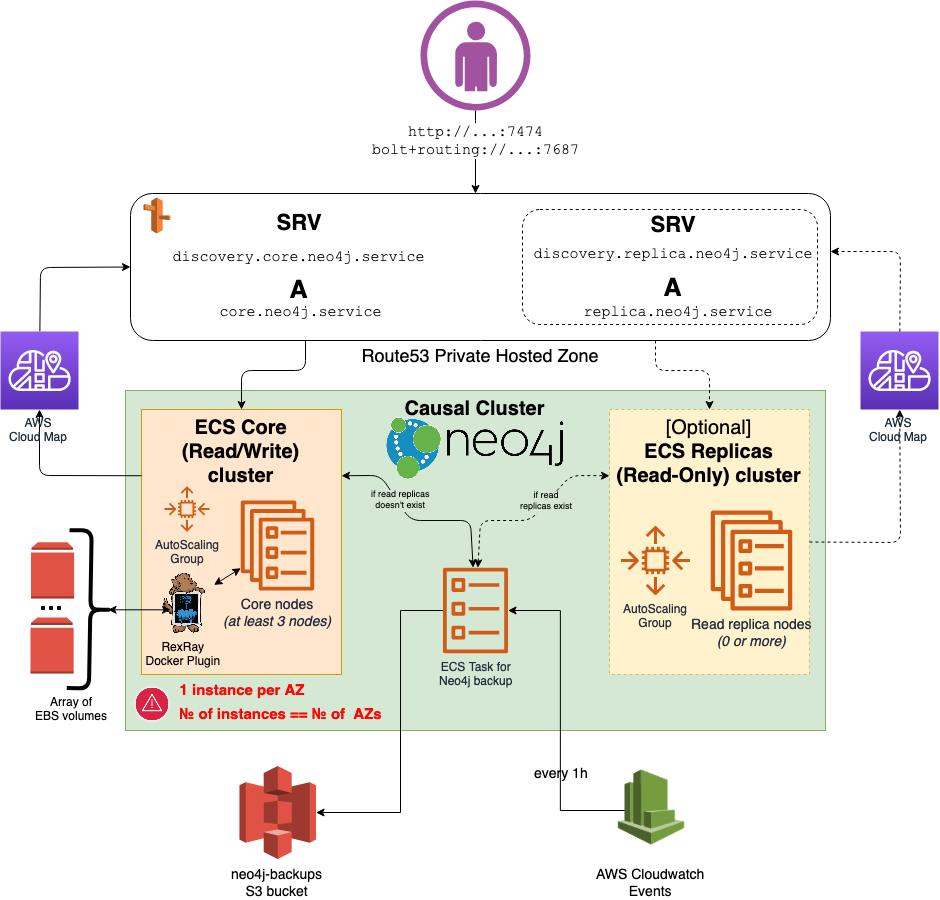 http://...:7474
bolt+routing://...:7687
SRV
discovery.core.neo4j.service
A
core.neo4j.service
SRV
discovery.replica.neo4j.service
A
replica.neo4j.service
Route53 Private Hosted Zone
AWS
Cloud Map
AWS
Cloud Map
Causal Cluster
neo4j
ECS Core
(Read/Write)
cluster
AutoScaling
Group
Core nodes
(at least 3 nodes)
RexRay
Docker Plugin
if read replicas
doesn't exist
if read
replicas exist
[Optional]
ECS Replicas
(Read-Only) cluster
AutoScaling
Group
Read replica nodes
(0 or more)
...
Array of
EBS volumes
ECS Task for
Neo4j backup
1 instance per AZ
№ of instances == № of AZs
every 1h
neo4j-backups
S3 bucket
AWS Cloudwatch
Events